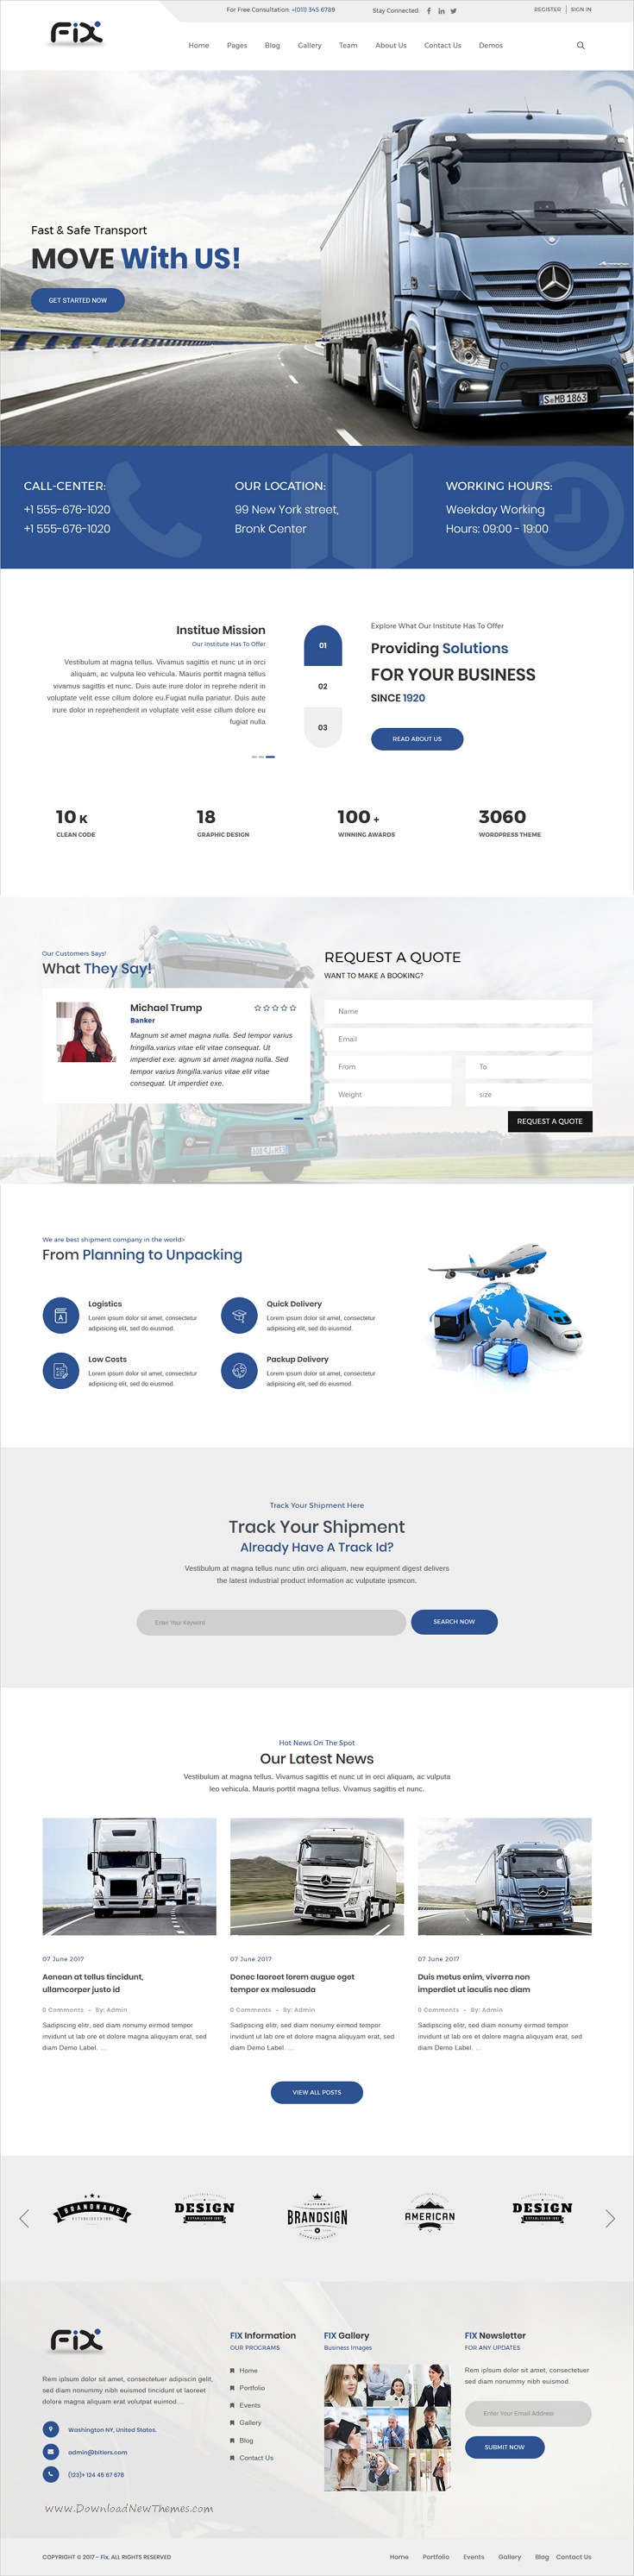 For Free Consultation: +(011) 345 6789
Stay Connected:
REGISTER
SIGN IN
FiX
Home Pages Blog Gallery Team About Us Contact Us Demos
Fast & Safe Transport
MOVE With US!
GET STARTED NOW
S MB 1863
CALL-CENTER:
+1 555-676-1020
+1 555-676-1020
OUR LOCATION:
99 New York street,
Bronk Center
WORKING HOURS:
Weekday Working
Hours: 09:00 - 19:00
Institue Mission
Our Institute Has To Offer
Vestibulum at magna tellus. Vivamus sagittis et nunc ut in orci
aliquam, ac vulputa leo vehicula. Mauris porttit magna tellus
vivamus sagittis et nunc. Duis aute irure dolor in reprehe nderit in
voluptate velit esse cillum dolore eu.Fugiat nulla pariatur. Duis aute
irure dolor in reprehenderit in voluptate velit esse cillum dolore eu
fugiat nulla
01
02
03
Explore What Our Institute Has To Offer
Providing Solutions
FOR YOUR BUSINESS
SINCE 1920
READ ABOUT US
10 K
CLEAN CODE
18
GRAPHIC DESIGN
100 +
WINNING AWARDS
3060
WORDPRESS THEME
Our Customers Says!
What They Say!
Michael Trump
Banker
Magnum sit amet magna nulla. Sed tempor varius
fringilla.varius vitae elit vitae consequat. Ut
imperdiet exe. agnum sit amet magna nulla. Sed
tempor varius fringilla.varius vitae elit vitae
consequat. Ut imperdiet exe.
REQUEST A QUOTE
WANT TO MAKE A BOOKING?
Name
Email
From
To
Weight
size
REQUEST A QUOTE
We are best shipment company in the world>
From Planning to Unpacking
Logistics
Lorem ipsum dolor sit amet, consectetur
adipisicing elit, sed do eiusmod.
Quick Delivery
Lorem ipsum dolor sit amet, consectetur
adipisicing elit, sed do eiusmod.
Low Costs
Lorem ipsum dolor sit amet, consectetur
adipisicing elit, sed do eiusmod.
Packup Delivery
Lorem ipsum dolor sit amet, consectetur
adipisicing elit, sed do eiusmod.
Track Your Shipment Here
Track Your Shipment
Already Have A Track Id?
Vestibulum at magna tellus nunc utin orci aliquam, new equipment digest delivers
the latest industrial product information ac vulputate ipsmcon.
Enter Your Keyword
SEARCH NOW
Hot News On The Spot
Our Latest News
Vestibulum at magna tellus. Vivamus sagittis et nunc ut in orci aliquam, ac vulputa
leo vehicula. Mauris porttit magna tellus. Vivamus sagittis et nunc.
07 June 2017
Aenean at tellus tincidunt,
ullamcorper justo id
0 Comments - By: Admin
Sadipscing elitr, sed diam nonumy eirmod tempor
invidunt ut lab ore et dolore magna aliquyam erat, sed
diam Demo Label. ...
07 June 2017
Donec laoreet lorem augue eget
tempor ex malesuada
0 Comments - By: Admin
Sadipscing elitr, sed diam nonumy eirmod tempor
invidunt ut lab ore et dolore magna aliquyam erat, sed
diam Demo Label. ...
07 June 2017
Duis metus enim, viverra non
imperdiet ut iaculis nec diam
0 Comments - By: Admin
Sadipscing elitr, sed diam nonumy eirmod tempor
invidunt ut lab ore et dolore magna aliquyam erat, sed
diam Demo Label. ...
VIEW ALL POSTS
BRANDNAME
DESIGN
CALIFORNIA
BRANDSIGN
AMERICAN
DESIGN
FiX
Rem ipsum dolor sit amet, consectetuer adipiscin gelit,
sed diam nonummy nibh euismod tincidunt ut laoreet
dolore magna aliquam erat volutpat euimod....
Washington NY, United States.
admin@bitlers.com
(123)+ 124 45 67 678
www.DownloadNewThemes.com
FIX Information
OUR PROGRAMS
Home
Portfolio
Events
Gallery
Blog
Contact Us
FIX Gallery
Business Images
FIX Newsletter
FOR ANY UPDATES
Rem ipsum dolor sit amet, consectetuer
sed diam nonummy nibh euismod.
Enter Your Email Address
SUBMIT NOW
COPYRIGHT © 2017 - Fix. ALL RIGHTS RESERVED
Home Portfolio Events Gallery Blog Contact Us